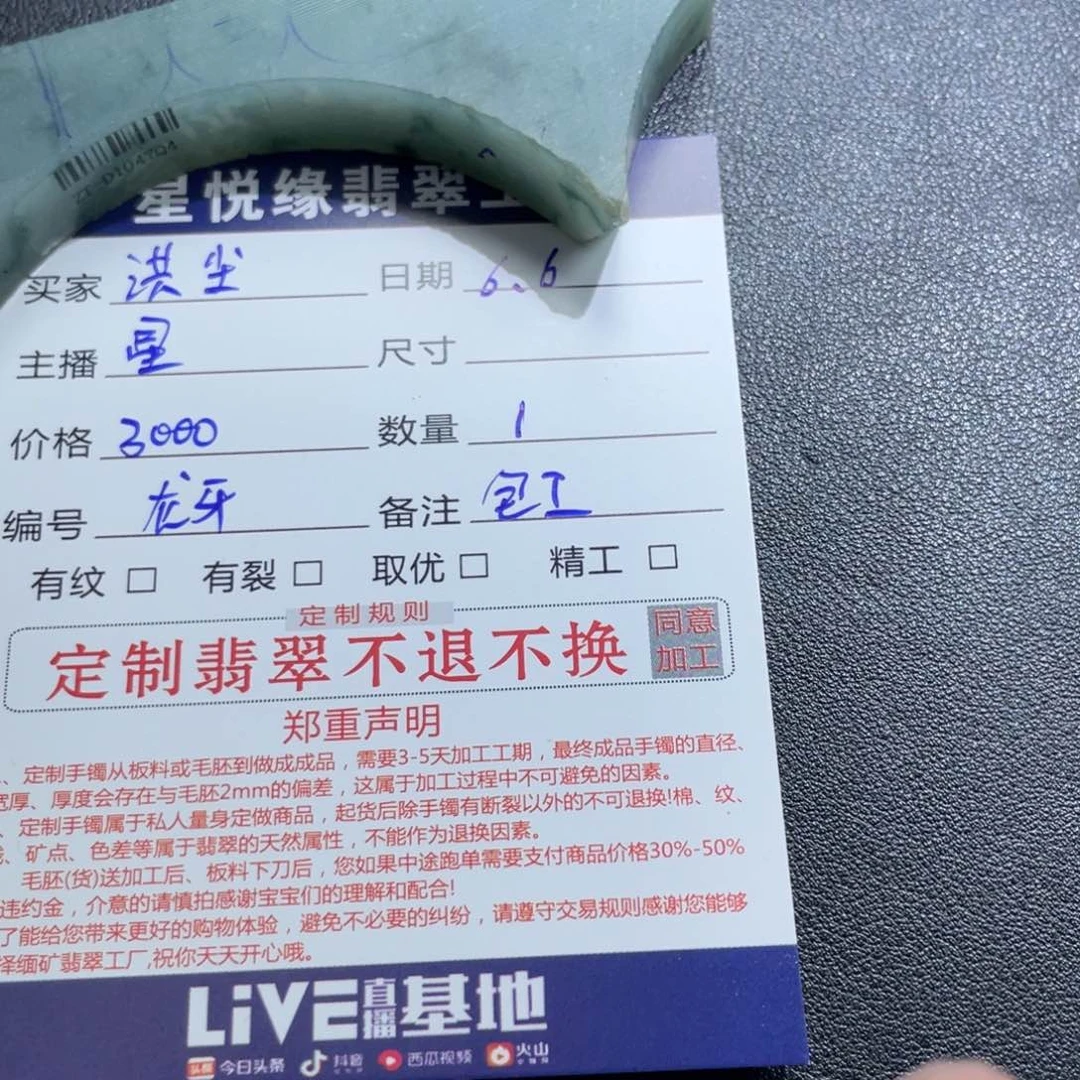 ZT-D104704
星悦缘翡翠工
买家 洪尘 日期 6.6
主播 星 尺寸
价格 3000 数量 1
编号 龙牙 备注 包工
有纹 □ 有裂 □ 取优 □ 精工 □
定制规则
定制翡翠不退不换 同意加工
郑重声明
、定制手镯从板料或毛胚到做成成品，需要3-5天加工工期，最终成品手镯的直径、
宽厚、厚度会存在与毛胚2mm的偏差，这属于加工过程中不可避免的因素。
、定制手镯属于私人量身定做商品，起货后除手镯有断裂以外的不可退换!棉、纹、
、矿点、色差等属于翡翠的天然属性，不能作为退换因素。
毛胚(货)送加工后、板料下刀后，您如果中途跑单需要支付商品价格30%-50%
违约金，介意的请慎拍感谢宝宝们的理解和配合!
了能给您带来更好的购物体验，避免不必要的纠纷，请遵守交易规则感谢您能够
择缅矿翡翠工厂,祝你天天开心哦。
LiVE直播基地
头条 今日头条 抖音 西瓜视频 火山